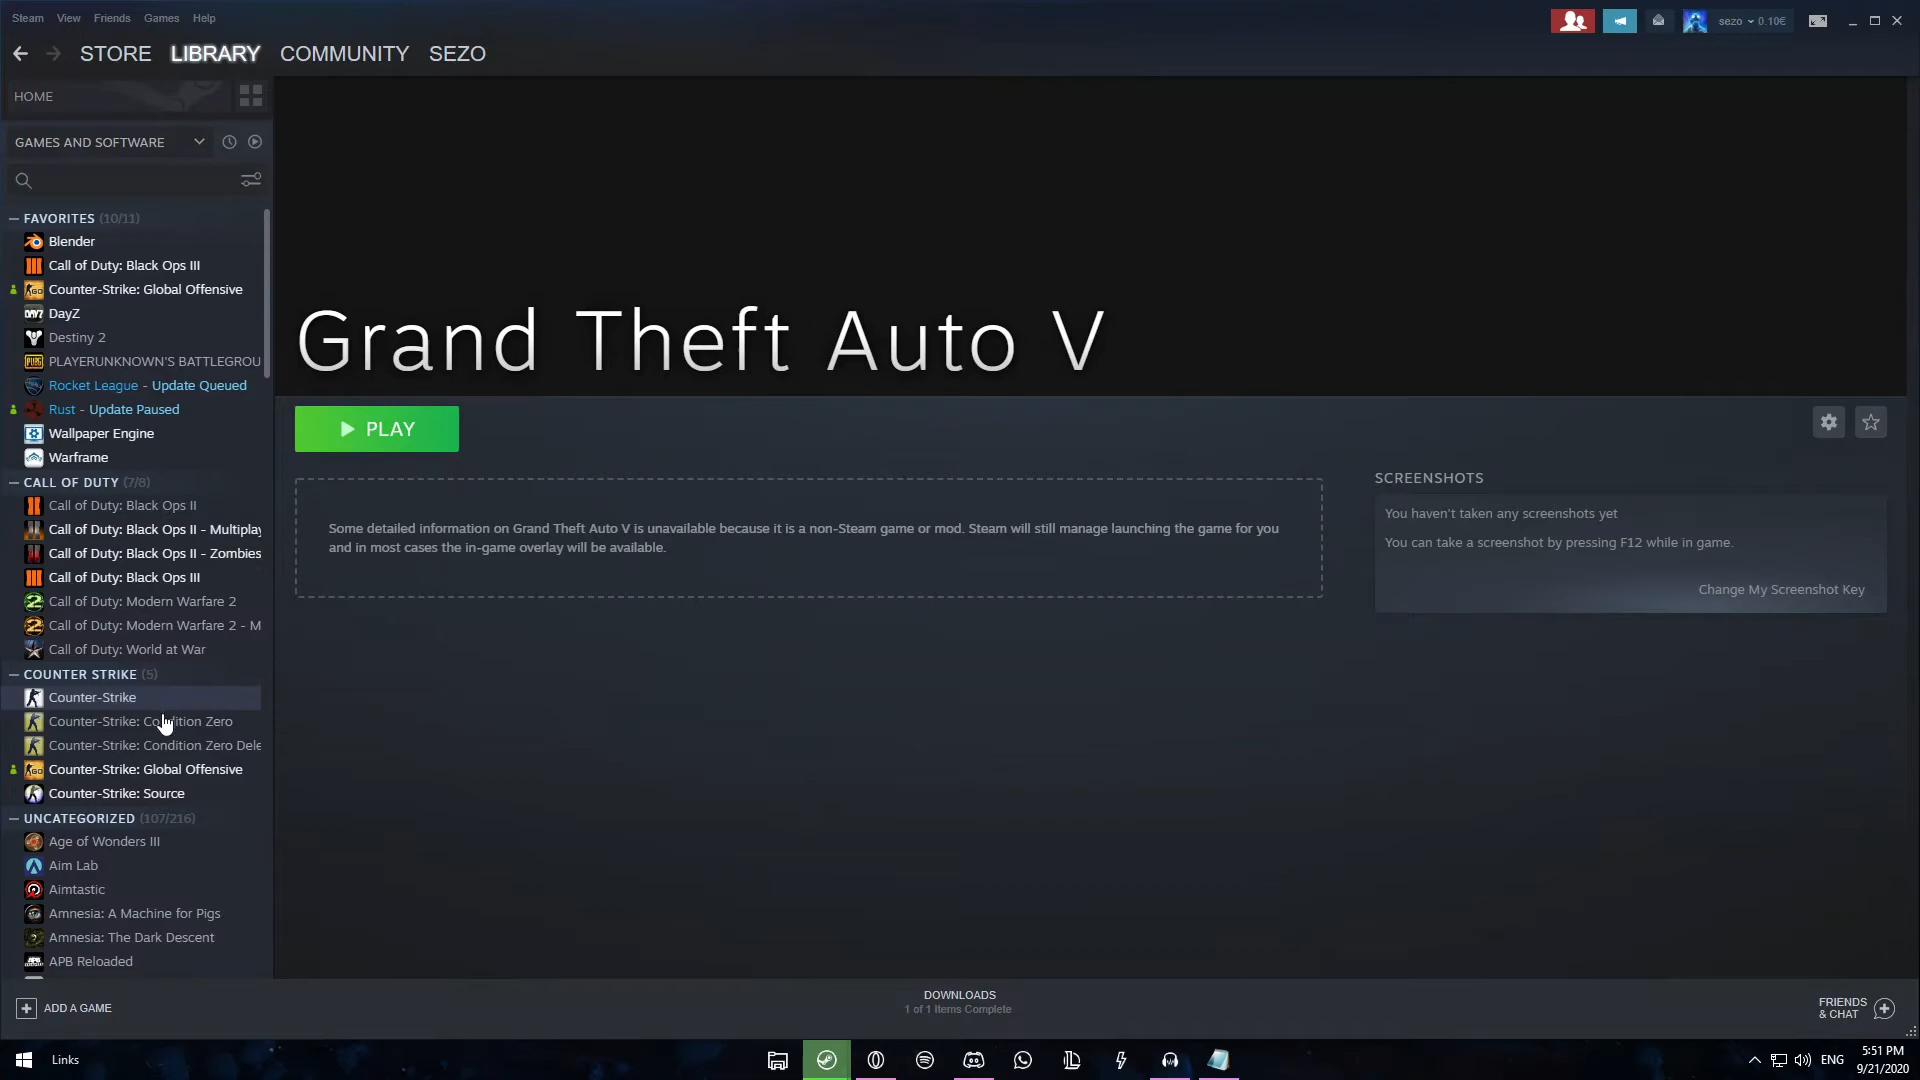 Steam View Friends Games Help
sezo 0.10€
STORE LIBRARY COMMUNITY SEZO
HOME
GAMES AND SOFTWARE
FAVORITES (10/11)
Blender
Call of Duty: Black Ops III
Counter-Strike: Global Offensive
DayZ
Destiny 2
PLAYERUNKNOWN'S BATTLEGROU
Rocket League - Update Queued
Rust - Update Paused
Wallpaper Engine
Warframe
CALL OF DUTY (7/8)
Call of Duty: Black Ops II
Call of Duty: Black Ops II - Multiplay
Call of Duty: Black Ops II - Zombies
Call of Duty: Black Ops III
Call of Duty: Modern Warfare 2
Call of Duty: Modern Warfare 2 - M
Call of Duty: World at War
COUNTER STRIKE (5)
Counter-Strike
Counter-Strike: Condition Zero
Counter-Strike: Condition Zero Dele
Counter-Strike: Global Offensive
Counter-Strike: Source
UNCATEGORIZED (107/216)
Age of Wonders III
Aim Lab
Aimtastic
Amnesia: A Machine for Pigs
Amnesia: The Dark Descent
APB Reloaded
Grand Theft Auto V
PLAY
Some detailed information on Grand Theft Auto V is unavailable because it is a non-Steam game or mod. Steam will still manage launching the game for you
and in most cases the in-game overlay will be available.
SCREENSHOTS
You haven't taken any screenshots yet
You can take a screenshot by pressing F12 while in game.
Change My Screenshot Key
ADD A GAME
DOWNLOADS
1 of 1 Items Complete
FRIENDS
& CHAT
Links
ENG
5:51 PM
9/21/2020